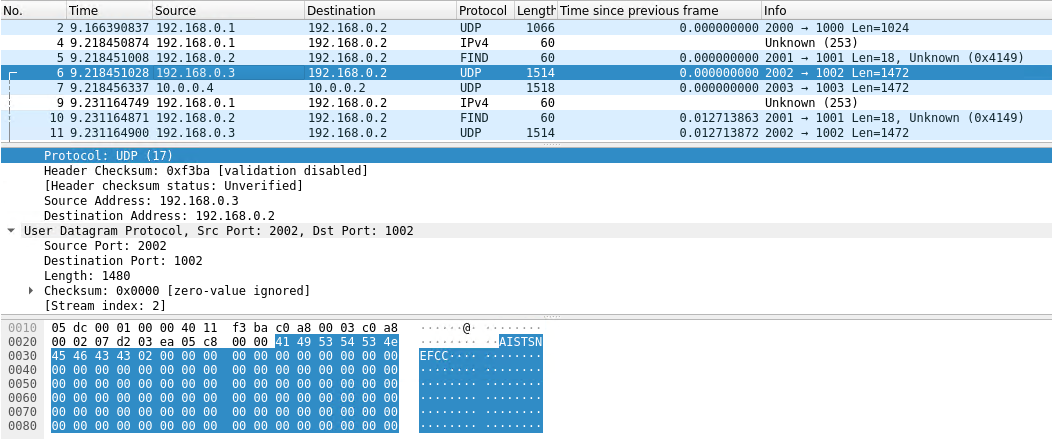 No. Time Source Destination Protocol Length Time since previous frame Info
2 9.166390837 192.168.0.1 192.168.0.2 UDP 1066 0.000000000 2000 → 1000 Len=1024
4 9.218450874 192.168.0.1 192.168.0.2 IPv4 60 Unknown (253)
5 9.218451008 192.168.0.2 192.168.0.2 FIND 60 0.000000000 2001 → 1001 Len=18, Unknown (0x4149)
6 9.218451028 192.168.0.3 192.168.0.2 UDP 1514 0.000000000 2002 → 1002 Len=1472
7 9.218456337 10.0.0.4 10.0.0.2 UDP 1518 0.000000000 2003 → 1003 Len=1472
9 9.231164749 192.168.0.1 192.168.0.2 IPv4 60 Unknown (253)
10 9.231164871 192.168.0.2 192.168.0.2 FIND 60 0.012713863 2001 → 1001 Len=18, Unknown (0x4149)
11 9.231164900 192.168.0.3 192.168.0.2 UDP 1514 0.012713872 2002 → 1002 Len=1472
Protocol: UDP (17)
Header Checksum: 0xf3ba [validation disabled]
[Header checksum status: Unverified]
Source Address: 192.168.0.3
Destination Address: 192.168.0.2
User Datagram Protocol, Src Port: 2002, Dst Port: 1002
Source Port: 2002
Destination Port: 1002
Length: 1480
Checksum: 0x0000 [zero-value ignored]
[Stream index: 2]
0010 05 dc 00 01 00 00 40 11 f3 ba c0 a8 00 03 c0 a8 ······@· ········
0020 00 02 07 d2 03 ea 05 c8 00 00 41 49 53 54 53 4e ········ ··AISTSN
0030 45 46 43 43 02 00 00 00 00 00 00 00 00 00 00 00 EFCC···· ········
0040 00 00 00 00 00 00 00 00 00 00 00 00 00 00 00 00 ········ ········
0050 00 00 00 00 00 00 00 00 00 00 00 00 00 00 00 00 ········ ········
0060 00 00 00 00 00 00 00 00 00 00 00 00 00 00 00 00 ········ ········
0070 00 00 00 00 00 00 00 00 00 00 00 00 00 00 00 00 ········ ········
0080 00 00 00 00 00 00 00 00 00 00 00 00 00 00 00 00 ········ ········